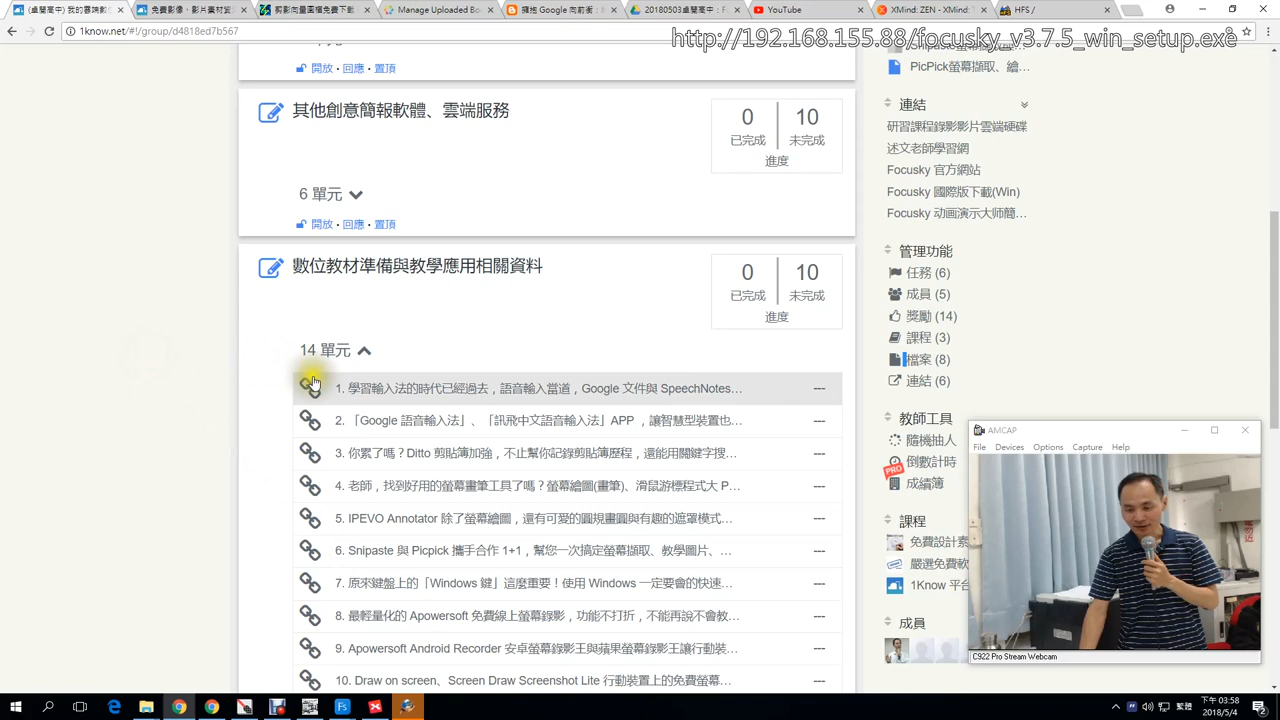 (卓蘭高中) 我的雲端影
免費影像，影片素材
剪影向量圖檔免費下載
Manage Uploaded Bo
擁抱 Google 向前衝：
20180503卓蘭高中：F
YouTube
XMind: ZEN - XMind: T
HFS /
1know.net/#!/group/d4818ed7b567
http://192.168.155.88/focusky_v3.7.5_win_setup.exe
開放 • 回應 • 置頂
PicPick螢幕擷取、繪…
其他創意簡報軟體、雲端服務
0
已完成
10
未完成
進度
6 單元
開放 • 回應 • 置頂
數位教材準備與教學應用相關資料
0
已完成
10
未完成
進度
14 單元
1. 學習輸入法的時代已經過去，語音輸入當道，Google 文件與 SpeechNotes… ---
2. 「Google 語音輸入法」、「訊飛中文語音輸入法」APP，讓智慧型裝置也… ---
3. 你累了嗎？Ditto 剪貼簿加強，不止幫你記錄剪貼簿歷程，還能用關鍵字搜… ---
4. 老師，找到好用的螢幕畫筆工具了嗎？螢幕繪圖(畫筆)、滑鼠游標程式大 P… ---
5. IPEVO Annotator 除了螢幕繪圖，還有可愛的圓規畫圓與有趣的遮罩模式… ---
6. Snipaste 與 Picpick 攜手合作 1+1，幫您一次搞定螢幕擷取、教學圖片、… ---
7. 原來鍵盤上的「Windows 鍵」這麼重要！使用 Windows 一定要會的快速… ---
8. 最輕量化的 Apowersoft 免費線上螢幕錄影，功能不打折，不能再說不會教… ---
9. Apowersoft Android Recorder 安卓螢幕錄影王與蘋果螢幕錄影王讓行動裝… ---
10. Draw on screen、Screen Draw Screenshot Lite 行動裝置上的免費螢幕… ---
連結
研習課程錄影影片雲端硬碟
述文老師學習網
Focusky 官方網站
Focusky 國際版下載(Win)
Focusky 动画演示大师簡…
管理功能
任務 (6)
成員 (5)
獎勵 (14)
課程 (3)
檔案 (8)
連結 (6)
教師工具
隨機抽人
倒數計時
PRO
成績簿
課程
免費設計素
嚴選免費軟
1Know 平台
成員
AMCAP
File Devices Options Capture Help
C922 Pro Stream Webcam
下午 03:58
2018/5/4